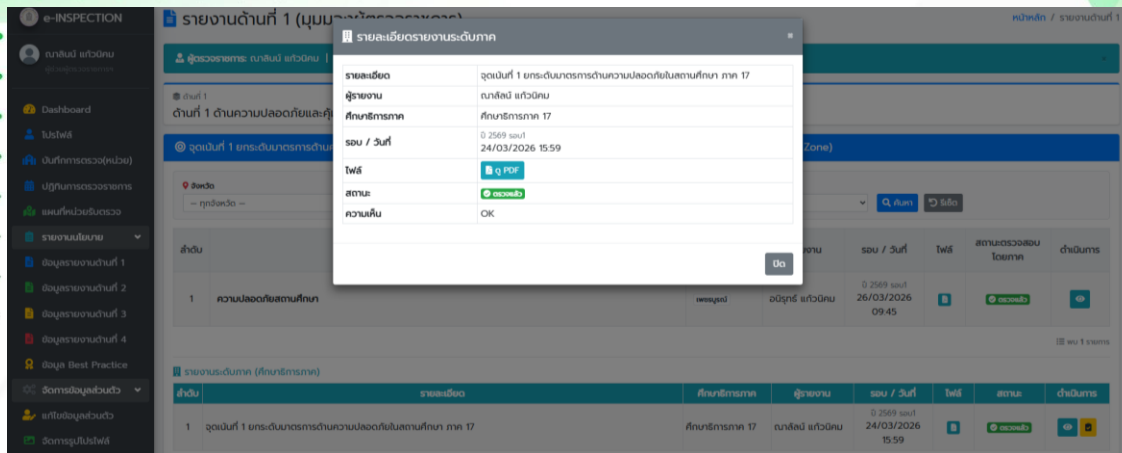 e-INSPECTION
ณาลัลน์ แก้วนิคม
Dashboard
โปรไฟล์
บันทึกการตรวจ(หน่วย)
ปฏิทินการตรวจราชการ
แผนที่หน่วยรับตรวจ
รายงานนโยบาย
ข้อมูลรายงานด้านที่ 1
ข้อมูลรายงานด้านที่ 2
ข้อมูลรายงานด้านที่ 3
ข้อมูลรายงานด้านที่ 4
ข้อมูล Best Practice
จัดการข้อมูลส่วนตัว
แก้ไขข้อมูลส่วนตัว
จัดการรูปโปรไฟล์
รายงานด้านที่ 1
หน้าหลัก / รายงานด้านที่ 1
ผู้ตรวจราชการ: ณาลัลน์ แก้วนิคม |
ด้านที่ 1
ด้านที่ 1 ด้านความปลอดภัยและ
จุดเน้นที่ 1 ยกระดับมาตรการด้าน
Zone)
รายละเอียดรายงานระดับภาค
×
รายละเอียด จุดเน้นที่ 1 ยกระดับมาตรการด้านความปลอดภัยในสถานศึกษา ภาค 17
ผู้รายงาน ณาลัลน์ แก้วนิคม
ศึกษาธิการภาค ศึกษาธิการภาค 17
รอบ / วันที่ ปี 2569 รอบ1
24/03/2026 15:59
ไฟล์ ดู PDF
สถานะ ตรวจแล้ว
ความเห็น OK
ปิด
จังหวัด
-- ทุกจังหวัด --
ค้นหา รีเซ็ต
ลำดับ รอบ / วันที่ ไฟล์ สถานะตรวจสอบโดยภาค ดำเนินการ
1 ความปลอดภัยสถานศึกษา เพชรบูรณ์ อนิรุทธิ์ แก้วนิคม ปี 2569 รอบ1 26/03/2026 09:45 ตรวจแล้ว
พบ 1 รายการ
รายงานระดับภาค (ศึกษาธิการภาค)
ลำดับ รายละเอียด ศึกษาธิการภาค ผู้รายงาน รอบ / วันที่ ไฟล์ สถานะ ดำเนินการ
1 จุดเน้นที่ 1 ยกระดับมาตรการด้านความปลอดภัยในสถานศึกษา ภาค 17 ศึกษาธิการภาค 17 ณาลัลน์ แก้วนิคม ปี 2569 รอบ1 24/03/2026 15:59 ตรวจแล้ว